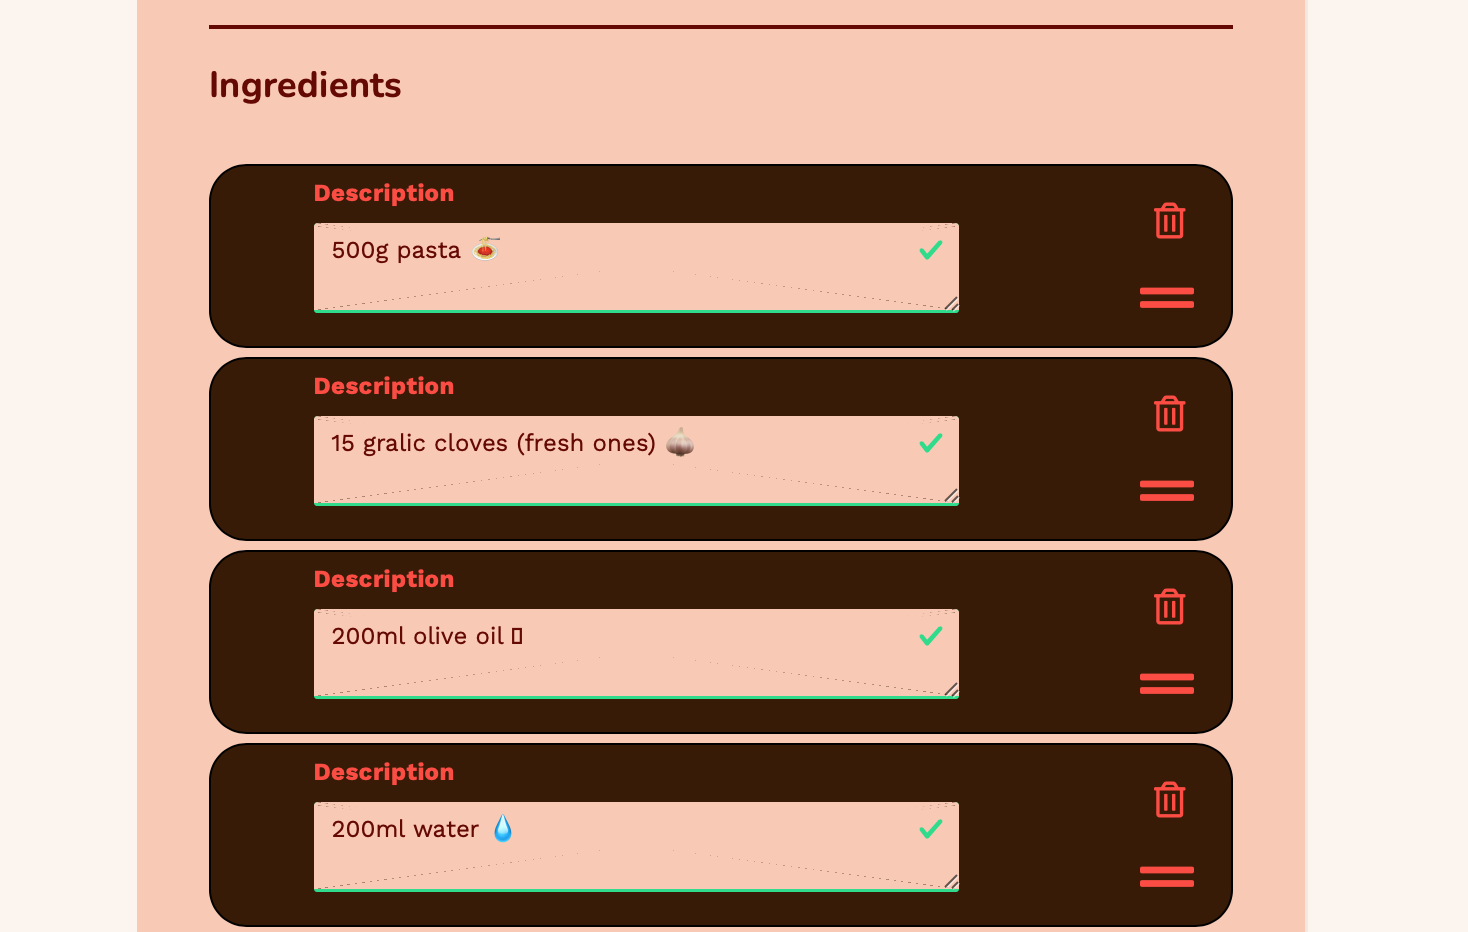 Ingredients
Description
500g pasta 🍝
Description
15 gralic cloves (fresh ones) 🧄
Description
200ml olive oil
Description
200ml water 💧